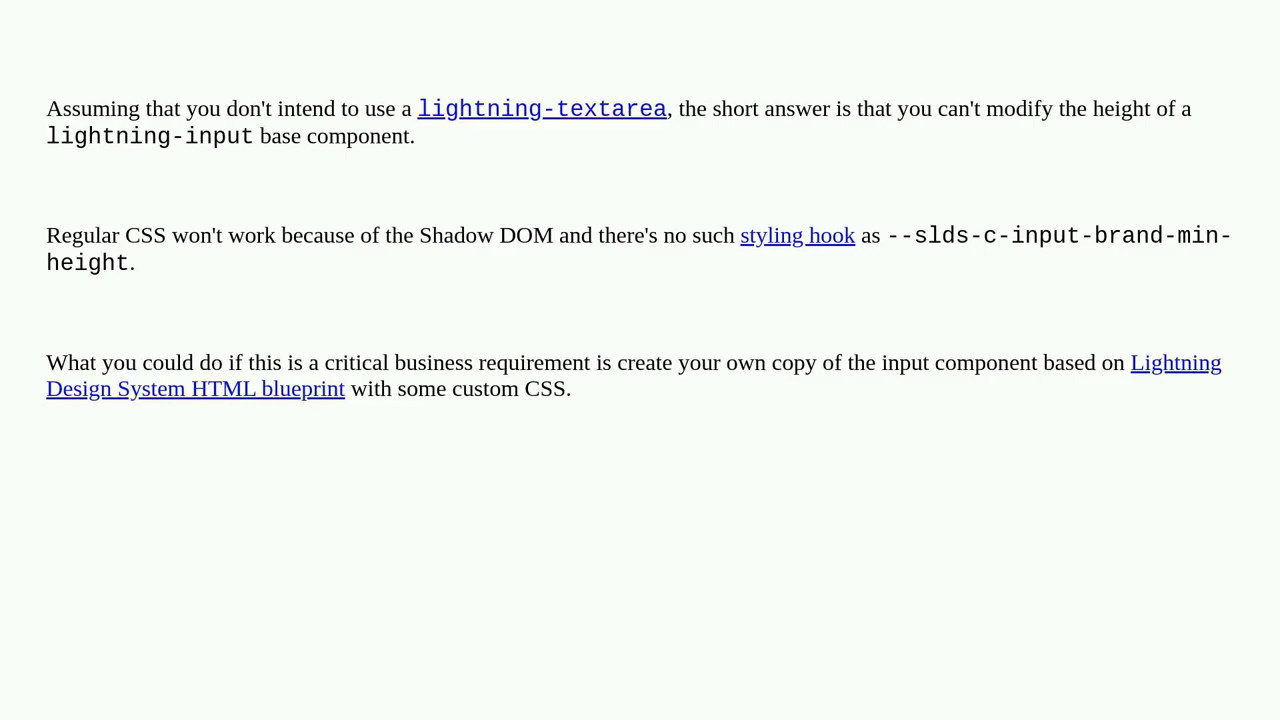 Assuming that you don't intend to use a lightning-textarea, the short answer is that you can't modify the height of a
lightning-input base component.
Regular CSS won't work because of the Shadow DOM and there's no such styling hook as --slds-c-input-brand-min-
height.
What you could do if this is a critical business requirement is create your own copy of the input component based on Lightning
Design System HTML blueprint with some custom CSS.